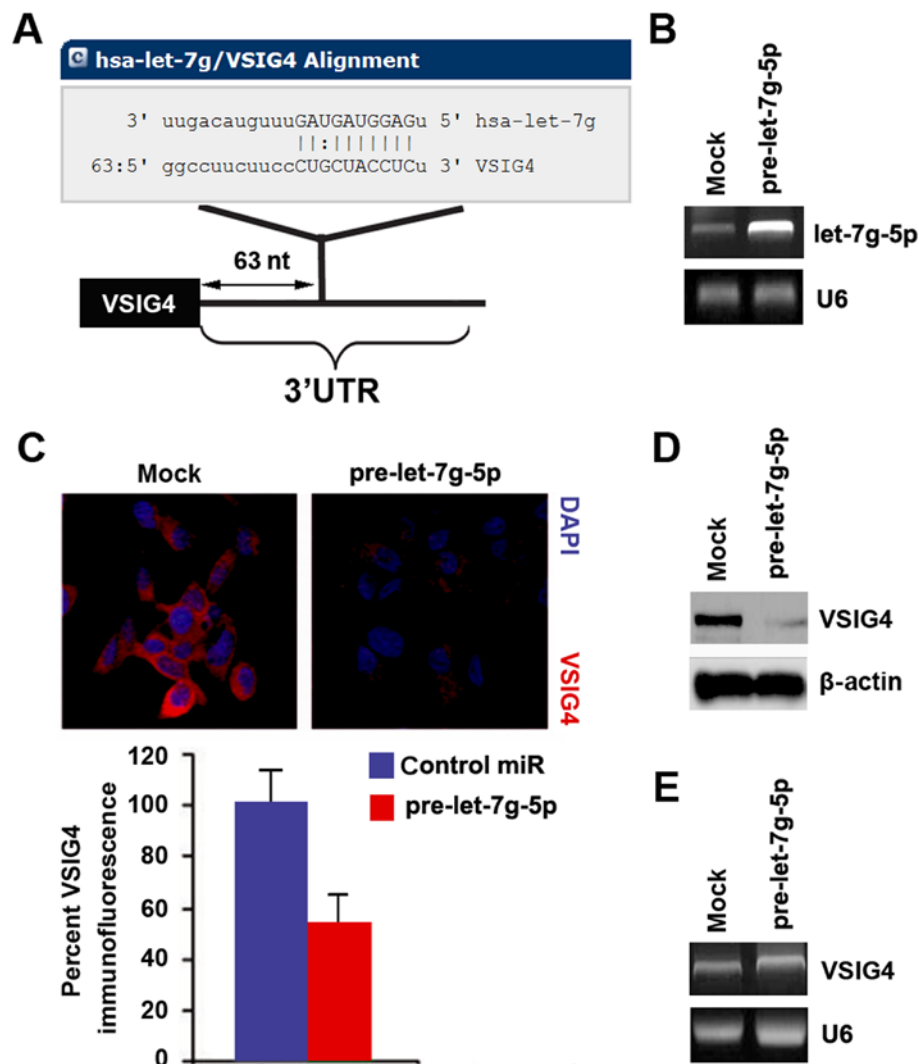 A
hsa-let-7g/VSIG4 Alignment
3' uugacauguuuGAUGAUGGAGu 5' hsa-let-7g
||:|||||||
63:5' ggccuucuuccCUGCUACCUCu 3' VSIG4
63 nt
VSIG4
3’UTR
B
Mock
pre-let-7g-5p
let-7g-5p
U6
C
Mock
pre-let-7g-5p
DAPI
VSIG4
Percent VSIG4
immunofluorescence
120
100
80
60
40
20
0
Control miR
pre-let-7g-5p
D
Mock
pre-let-7g-5p
VSIG4
β-actin
E
Mock
pre-let-7g-5p
VSIG4
U6